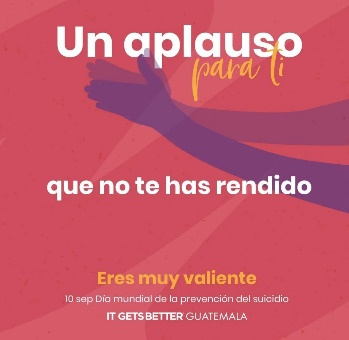 Un aplauso
para ti
que no te has rendido
Eres muy valiente
10 sep Día mundial de la prevención del suicidio
IT GETS BETTER GUATEMALA